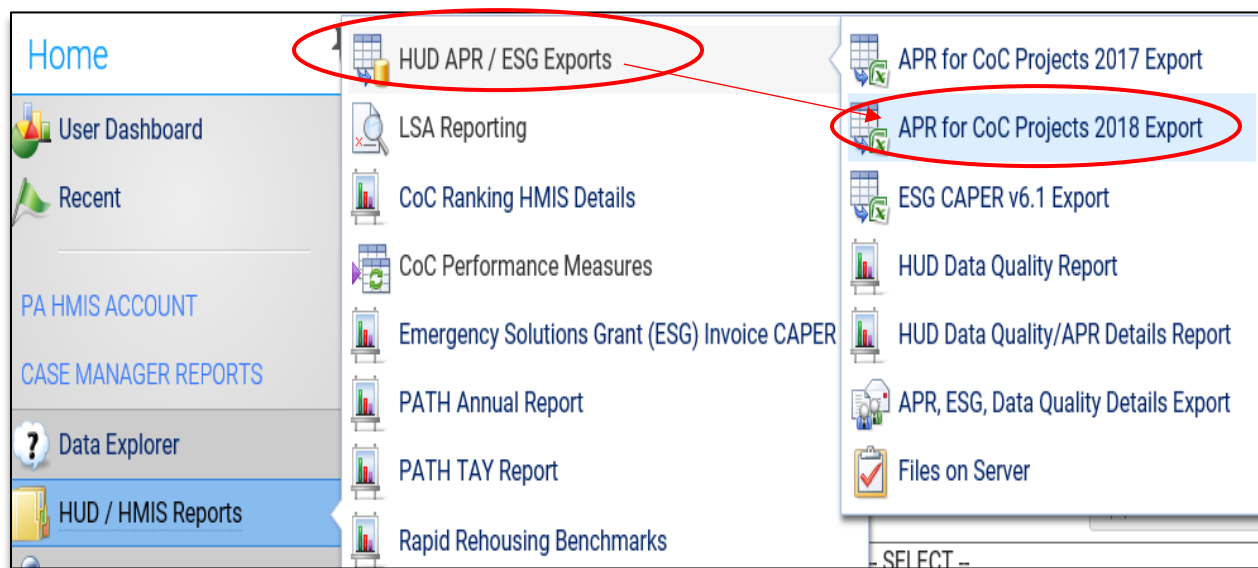 Home
User Dashboard
Recent
PA HMIS ACCOUNT
CASE MANAGER REPORTS
Data Explorer
HUD / HMIS Reports
HUD APR / ESG Exports
LSA Reporting
CoC Ranking HMIS Details
CoC Performance Measures
Emergency Solutions Grant (ESG) Invoice CAPER
PATH Annual Report
PATH TAY Report
Rapid Rehousing Benchmarks
APR for CoC Projects 2017 Export
APR for CoC Projects 2018 Export
ESG CAPER v6.1 Export
HUD Data Quality Report
HUD Data Quality/APR Details Report
APR, ESG, Data Quality Details Export
Files on Server
- SELECT --